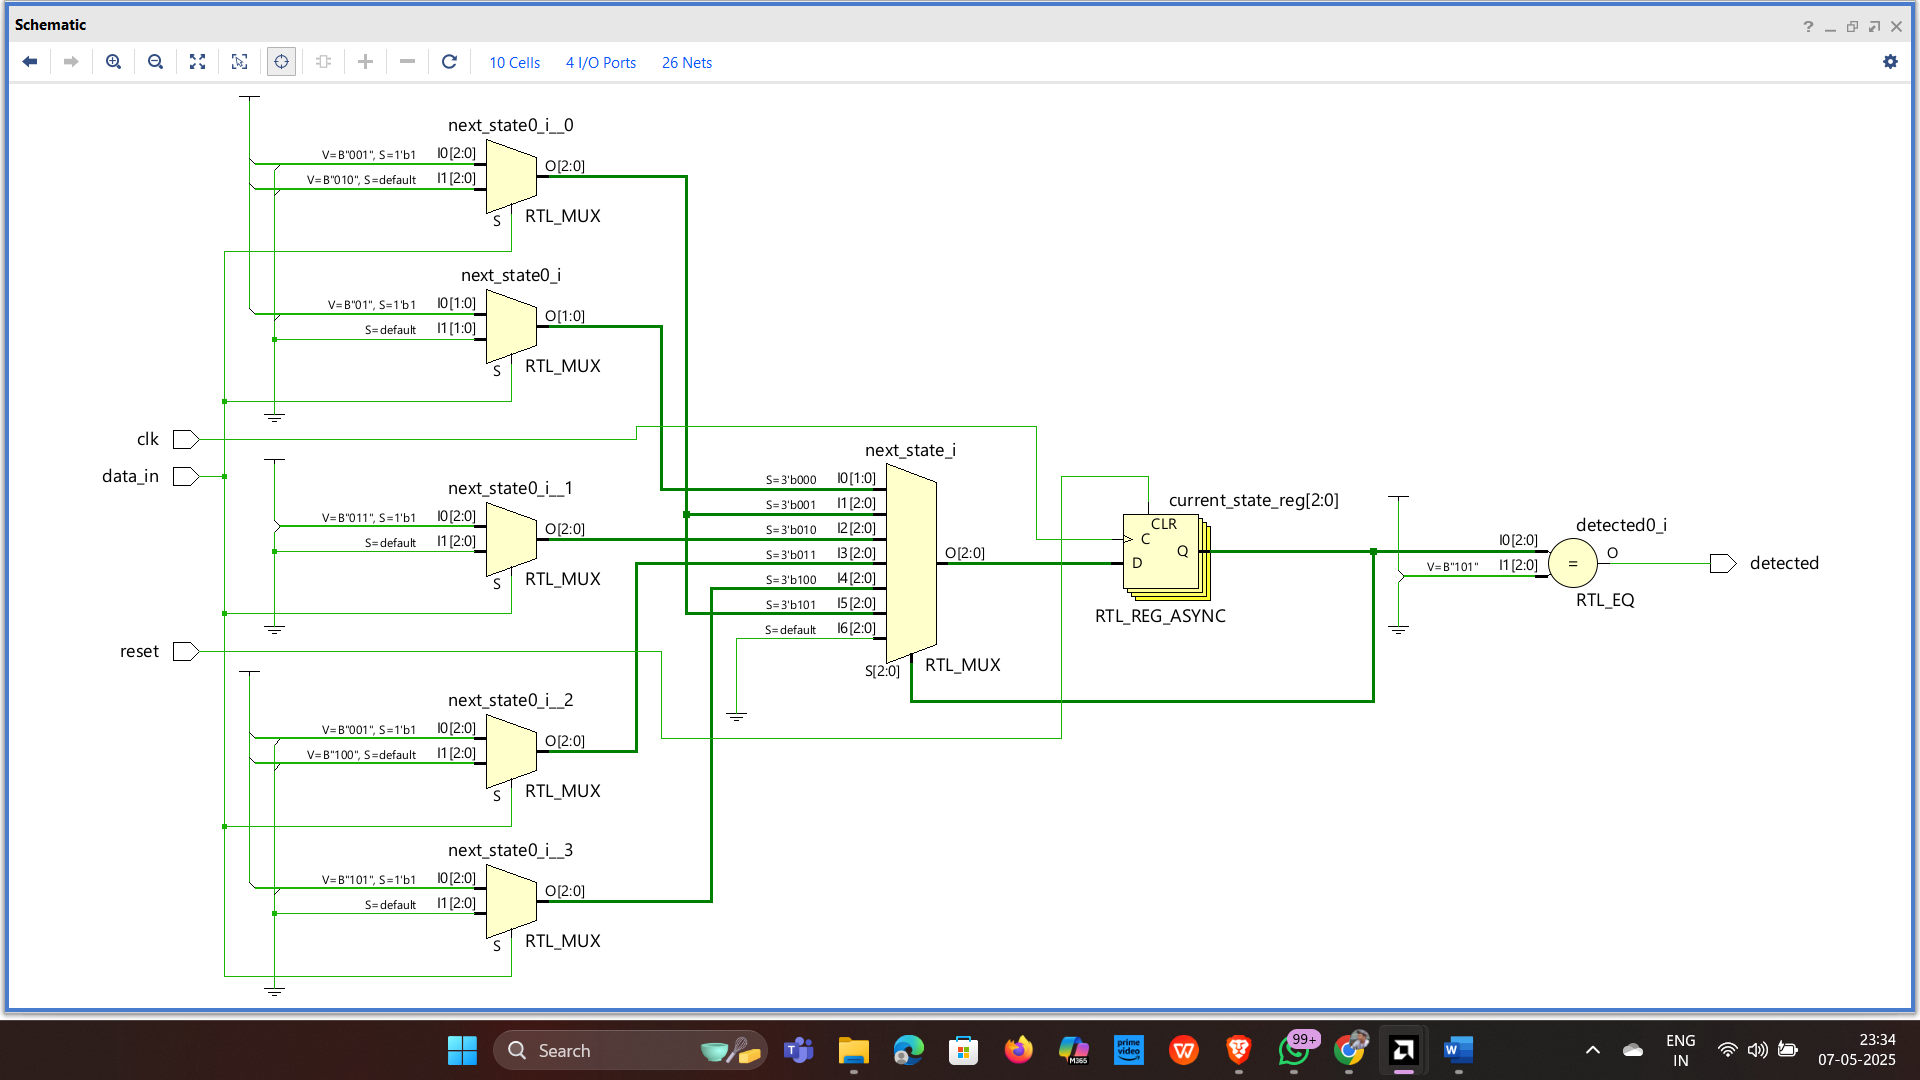 Schematic
10 Cells
4 I/O Ports
26 Nets
next_state0_i__0
V=B"001", S=1'b1 I0[2:0]
V=B"010", S=default I1[2:0]
O[2:0]
S
RTL_MUX
next_state0_i
V=B"01", S=1'b1 I0[1:0]
S=default I1[1:0]
O[1:0]
S
RTL_MUX
clk
data_in
next_state0_i__1
V=B"011", S=1'b1 I0[2:0]
S=default I1[2:0]
O[2:0]
S
RTL_MUX
reset
next_state0_i__2
V=B"001", S=1'b1 I0[2:0]
V=B"100", S=default I1[2:0]
O[2:0]
S
RTL_MUX
next_state0_i__3
V=B"101", S=1'b1 I0[2:0]
S=default I1[2:0]
O[2:0]
S
RTL_MUX
next_state_i
S=3'b000 I0[1:0]
S=3'b001 I1[2:0]
S=3'b010 I2[2:0]
S=3'b011 I3[2:0]
S=3'b100 I4[2:0]
S=3'b101 I5[2:0]
S=default I6[2:0]
O[2:0]
S[2:0]
RTL_MUX
current_state_reg[2:0]
CLR
C
Q
D
RTL_REG_ASYNC
detected0_i
I0[2:0]
V=B"101" I1[2:0]
=
O
RTL_EQ
detected
Search
T
M365
prime video
W
99+
W
ENG
IN
23:34
07-05-2025